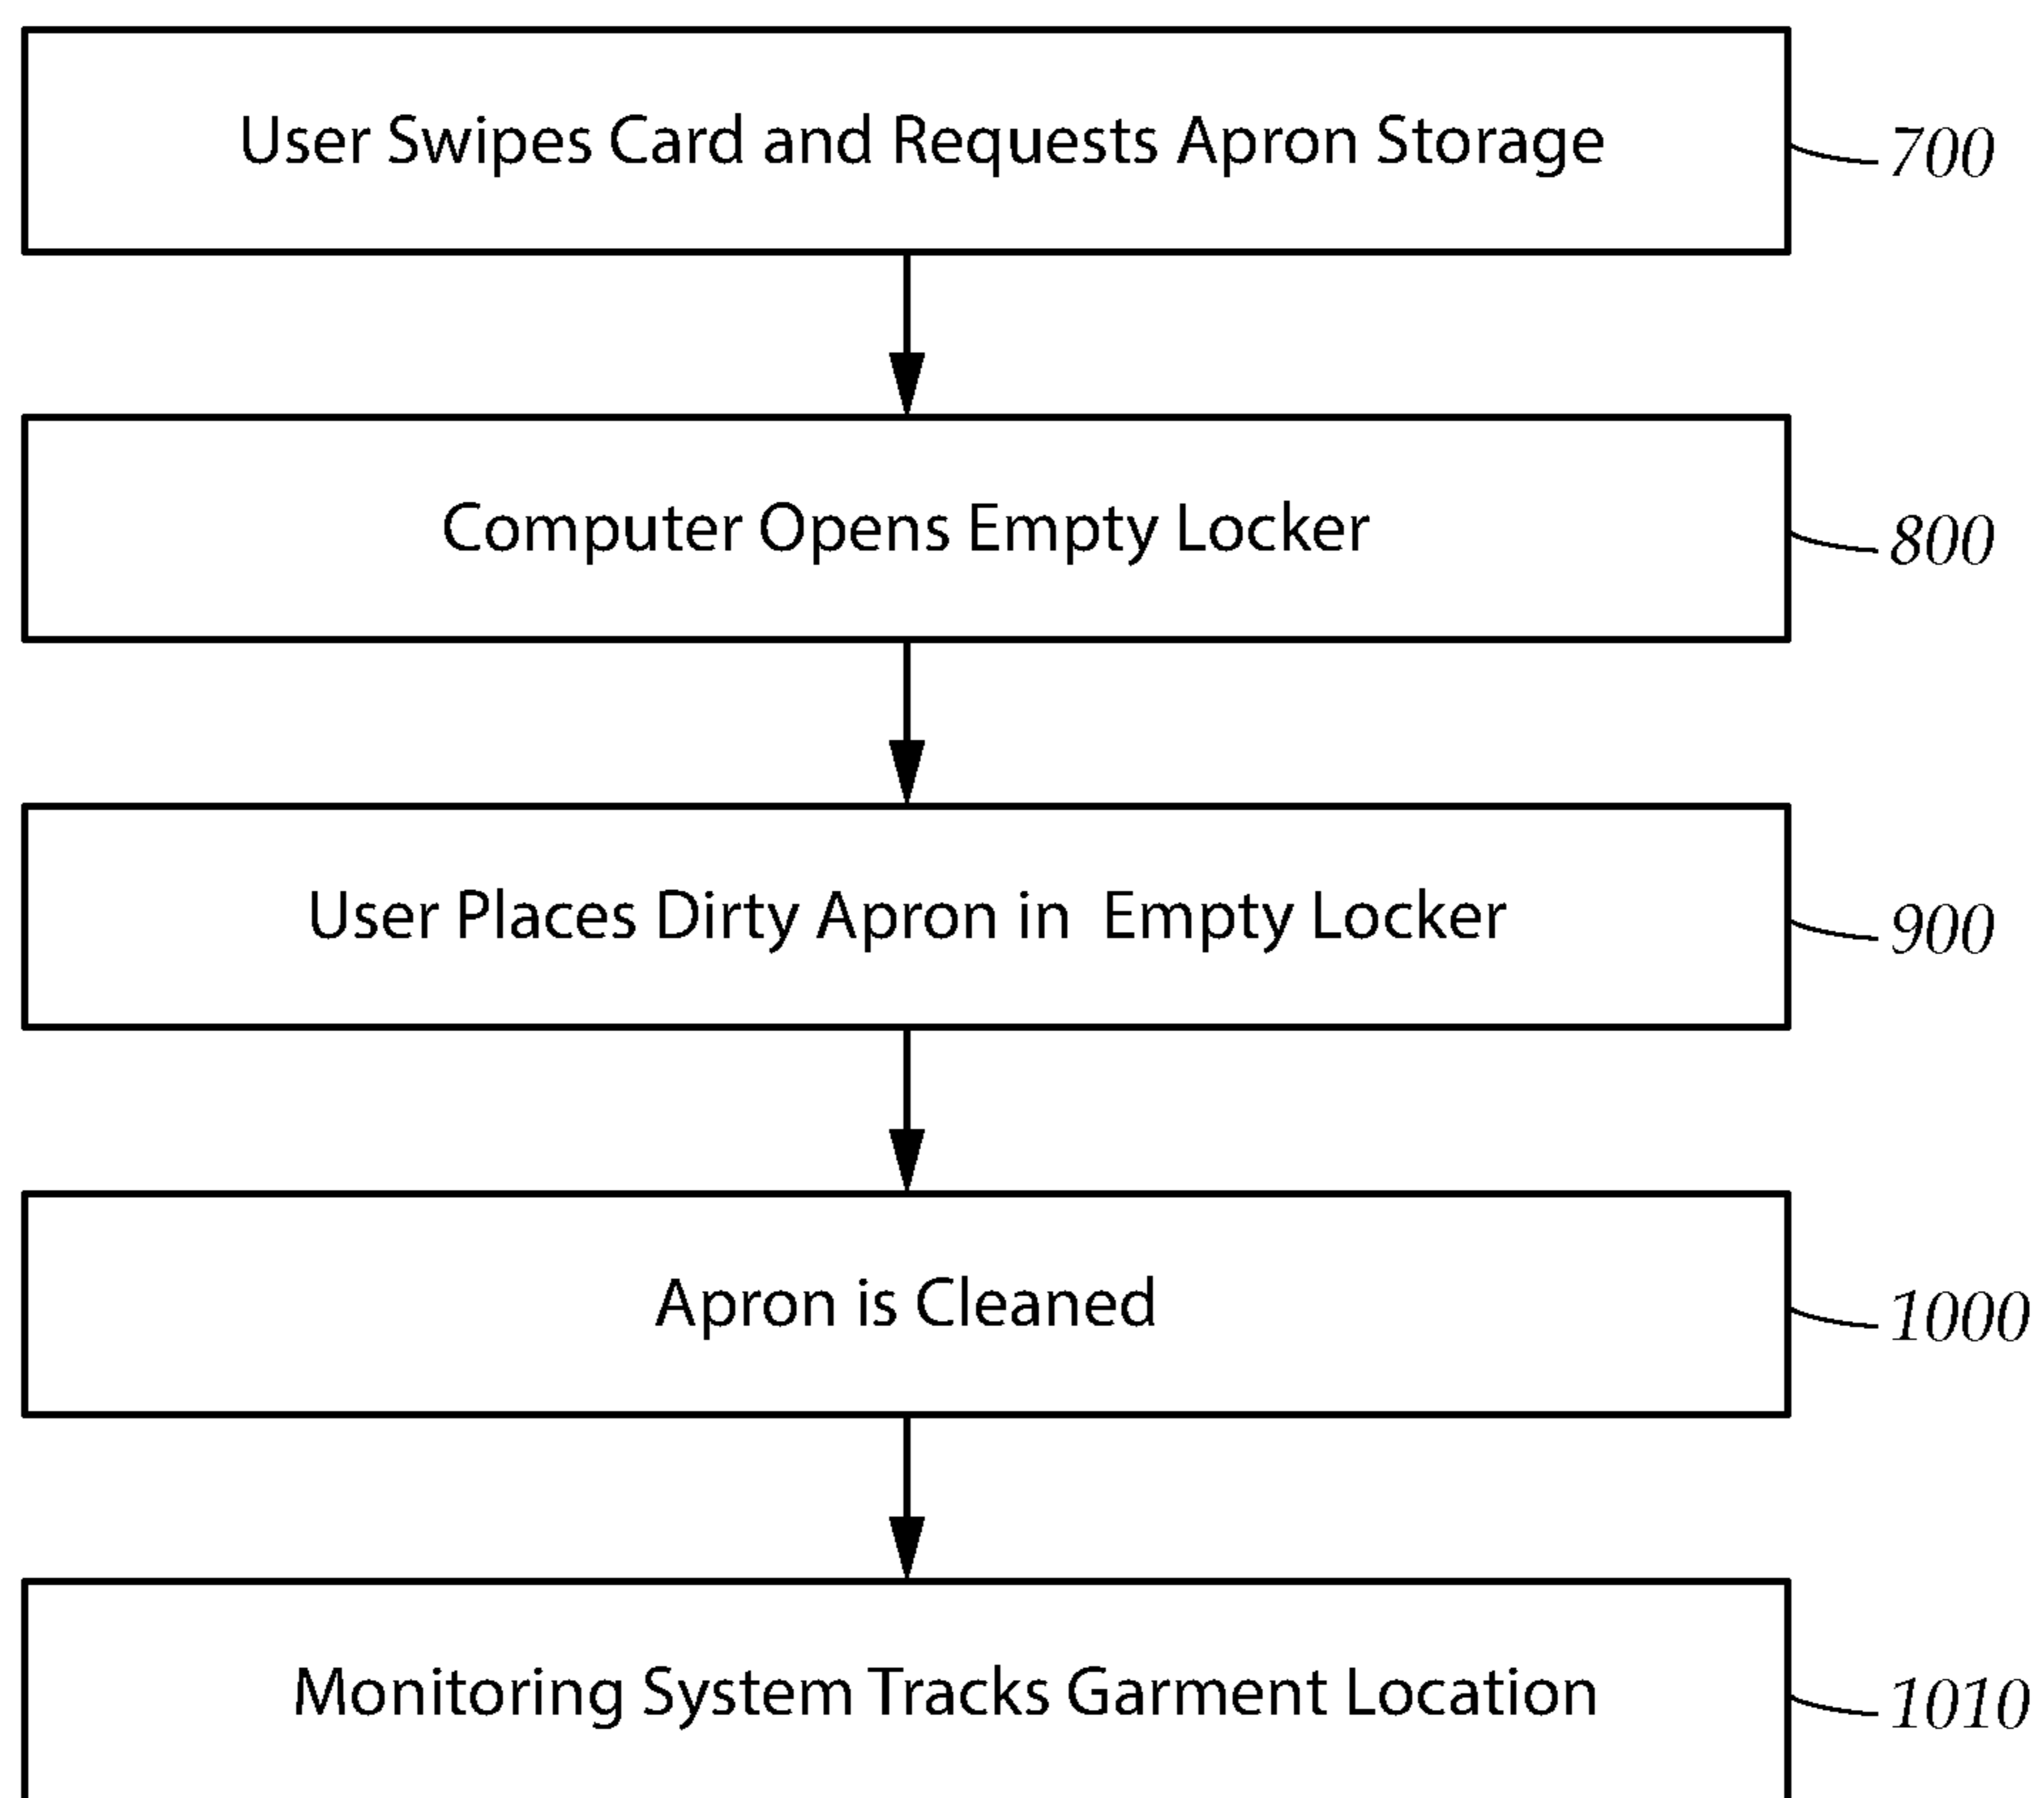 User Swipes Card and Requests Apron Storage 700
Computer Opens Empty Locker 800
User Places Dirty Apron in Empty Locker 900
Apron is Cleaned 1000
Monitoring System Tracks Garment Location 1010